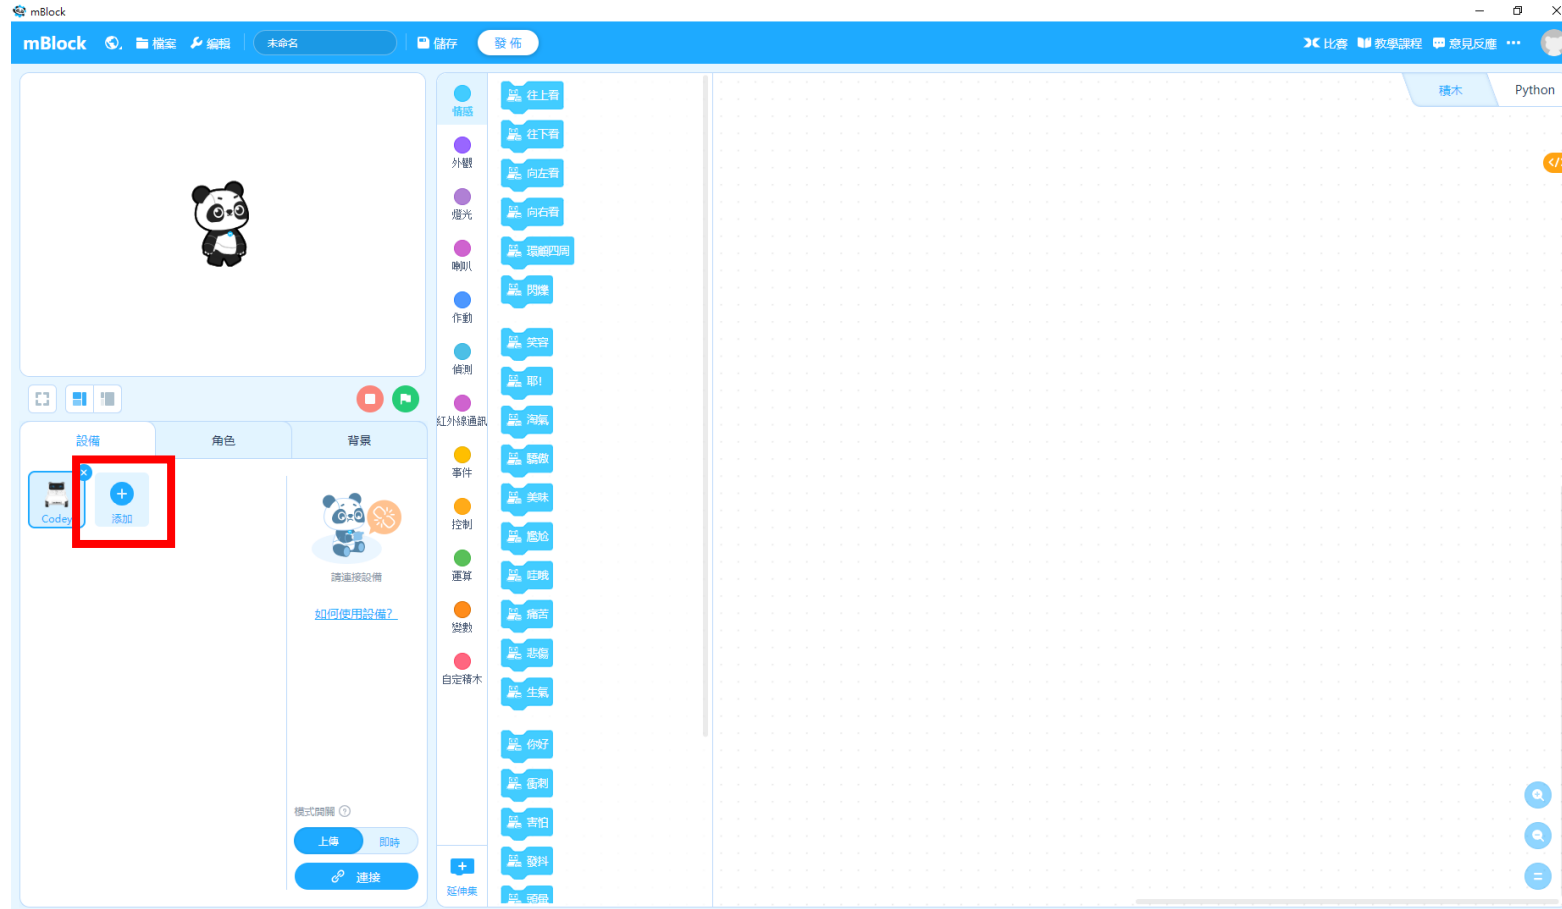 mBlock
mBlock 檔案 編輯 未命名 儲存 發佈 比賽 教學課程 意見反應
積木 Python
情感
外觀
燈光
喇叭
作動
偵測
紅外線通訊
事件
控制
運算
變數
自定積木
延伸集
往上看
往下看
向左看
向右看
環顧四周
閃爍
笑容
耶!
淘氣
驕傲
美味
尷尬
哇哦
痛苦
悲傷
生氣
你好
衝刺
害怕
發抖
頭暈
設備 角色 背景
Codey
添加
請連接設備
如何使用設備?
模式開關 ?
上傳 即時
連接